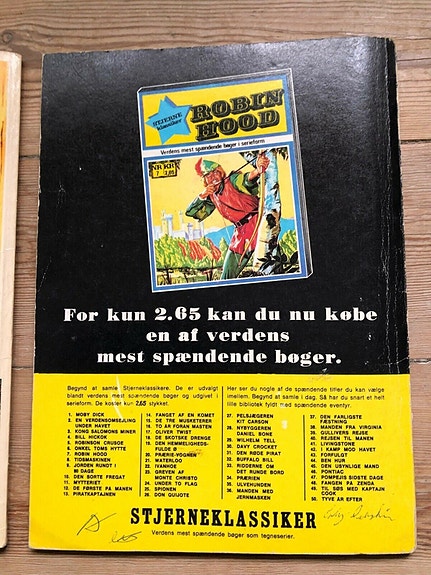 STJERNE klassiker
ROBIN
HOOD
Verdens mest spændende bøger i serieform
NR KR.
7 2.65
For kun 2.65 kan du nu købe
en af verdens
mest spændende bøger.
Begynd at samle Stjerneklassikere. De er udvalgt
blandt verdens mest spændende bøger og udgivet i
serieform. De koster kun 2.65 stykket.
Her ser du nogle af de spændende titler du kan vælge
imellem. Begynd at samle i dag. Så har du snart et helt
lille bibliotek fyldt med spændende eventyr.
1. MOBY DICK
2. EN VERDENSOMSEJLING
UNDER HAVET
3. KONG SALOMONS MINER
4. BILL HICKOK
5. ROBINSON CRUSOE
6. ONKEL TOMS HYTTE
7. ROBIN HOOD
8. TIDSMASKINEN
9. JORDEN RUNDT I
80 DAGE
10. DEN SORTE FREGAT
11. MYTTERIET
12. DE FØRSTE PÅ MÅNEN
13. PIRATKAPTAJNEN
14. FANGET AF EN KOMET
15. DE TRE MUSKETERER
16. TO ÅR FORAN MASTEN
17. OLIVER TWIST
18. DE SKOTSKE DRENGE
19. DEN HEMMELIGHEDS-
FULDE Ø
20. PRÆRIE-VOGNEN
21. WATERLOO
22. IVANHOE
23. GREVEN AF
MONTE CHRISTO
24. UNDER TO FLAG
25. SPIONEN
26. DON QUIJOTE
27. PELSJÆGEREN
KIT CARSON
28. NYBYGGEREN
DANIEL BONE
29. WILHELM TELL
30. DAVY CROCKET
31. DEN RØDE PIRAT
32. BUFFALO BILL
33. RIDDERNE OM
DET RUNDE BORD
34. PRÆRIEN
35. ULVEHUNDEN
36. MANDEN MED
JERNMASKEN
37. DEN FARLIGSTE
FÆSTNING
38. MANDEN FRA VIRGINIA
39. GULLIVERS REJSE
40. REJSEN TIL MÅNEN
41. LIVINGSTONE
42. I KAMP MOD HAVET
43. FORFULGT
44. BEN HUR
45. DEN USYNLIGE MAND
46. PONTIAC
47. POMPEJIS SIDSTE DAGE
48. FANGEN PÅ ZENDA
49. TIL SØS MED KAPTAJN
COOK
50. TYVE ÅR EFTER
STJERNEKLASSIKER
Verdens mest spændende bøger som tegneserier.